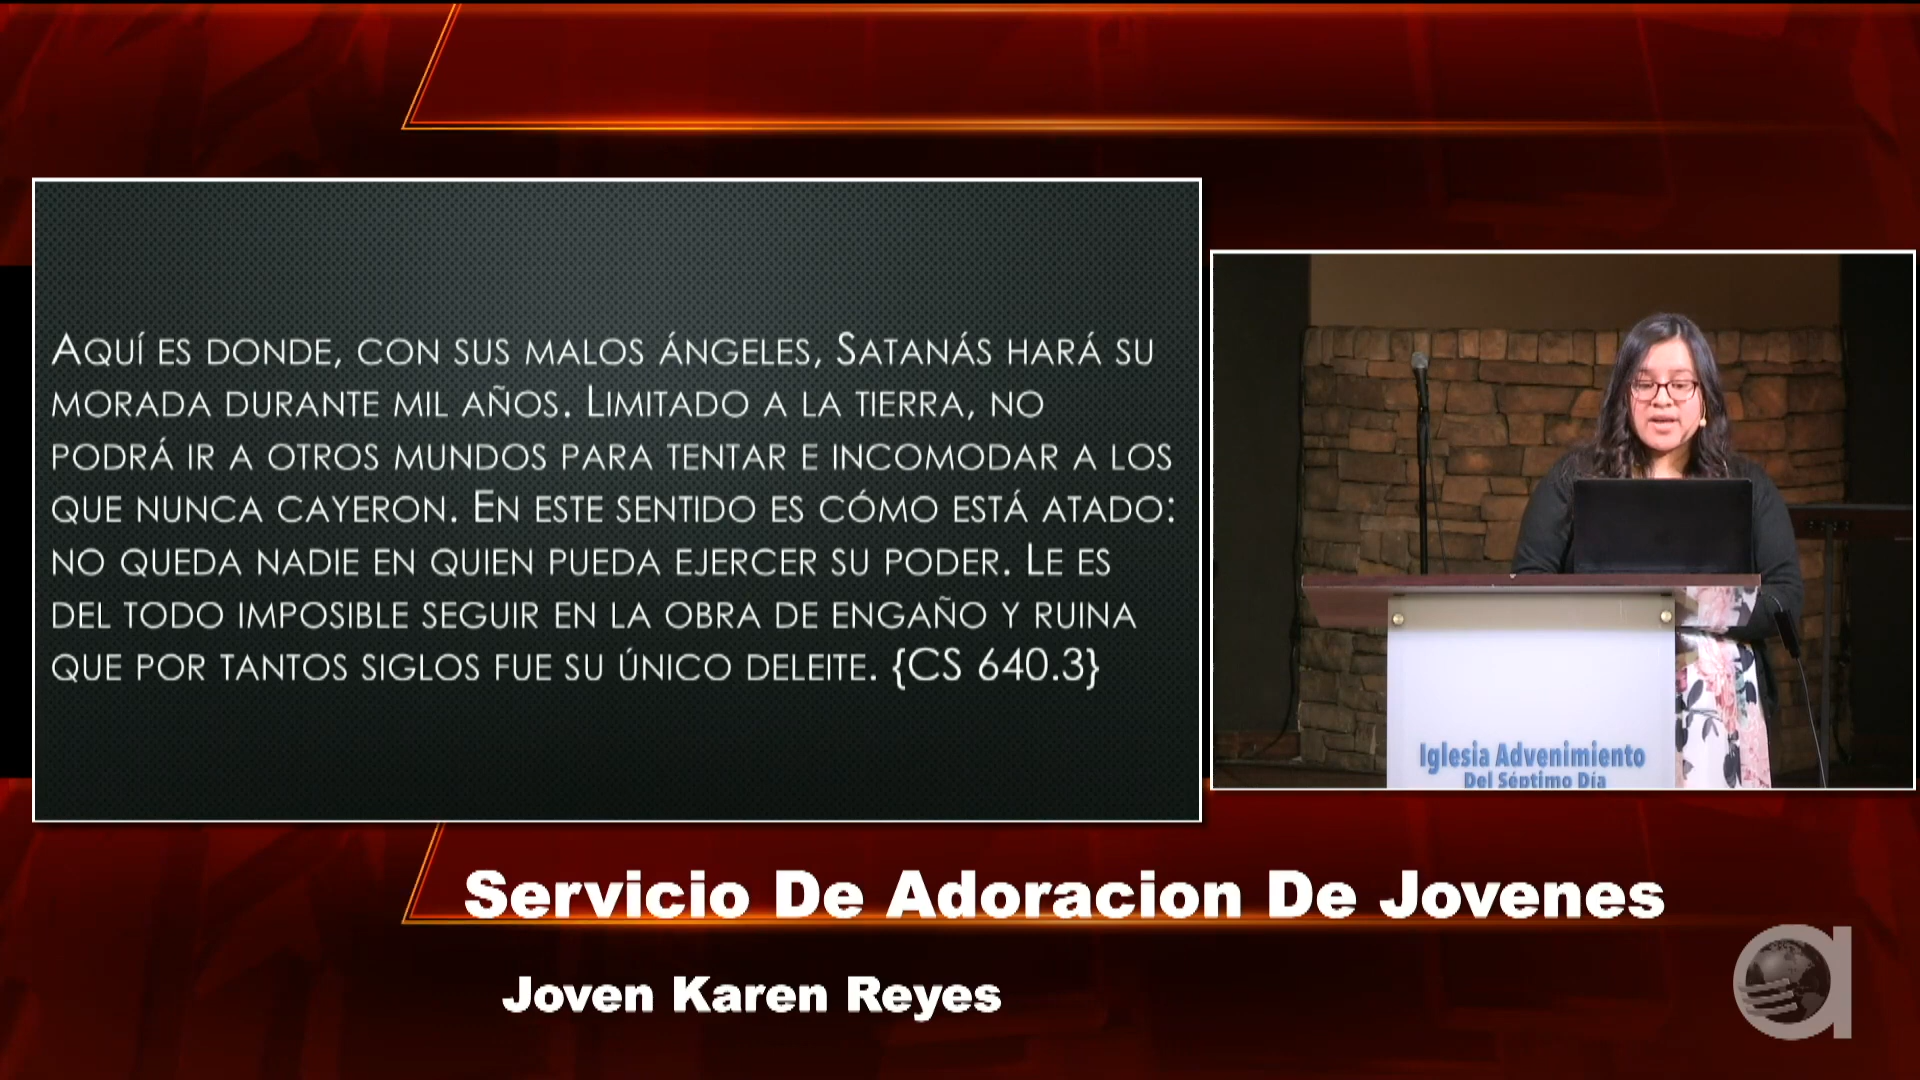 Aquí es donde, con sus malos ángeles, Satanás hará su
morada durante mil años. Limitado a la tierra, no
podrá ir a otros mundos para tentar e incomodar a los
que nunca cayeron. En este sentido es cómo está atado:
no queda nadie en quien pueda ejercer su poder. Le es
del todo imposible seguir en la obra de engaño y ruina
que por tantos siglos fue su único deleite. {CS 640.3}
Iglesia Advenimiento
Del Séptimo Día
Servicio De Adoracion De Jovenes
Joven Karen Reyes